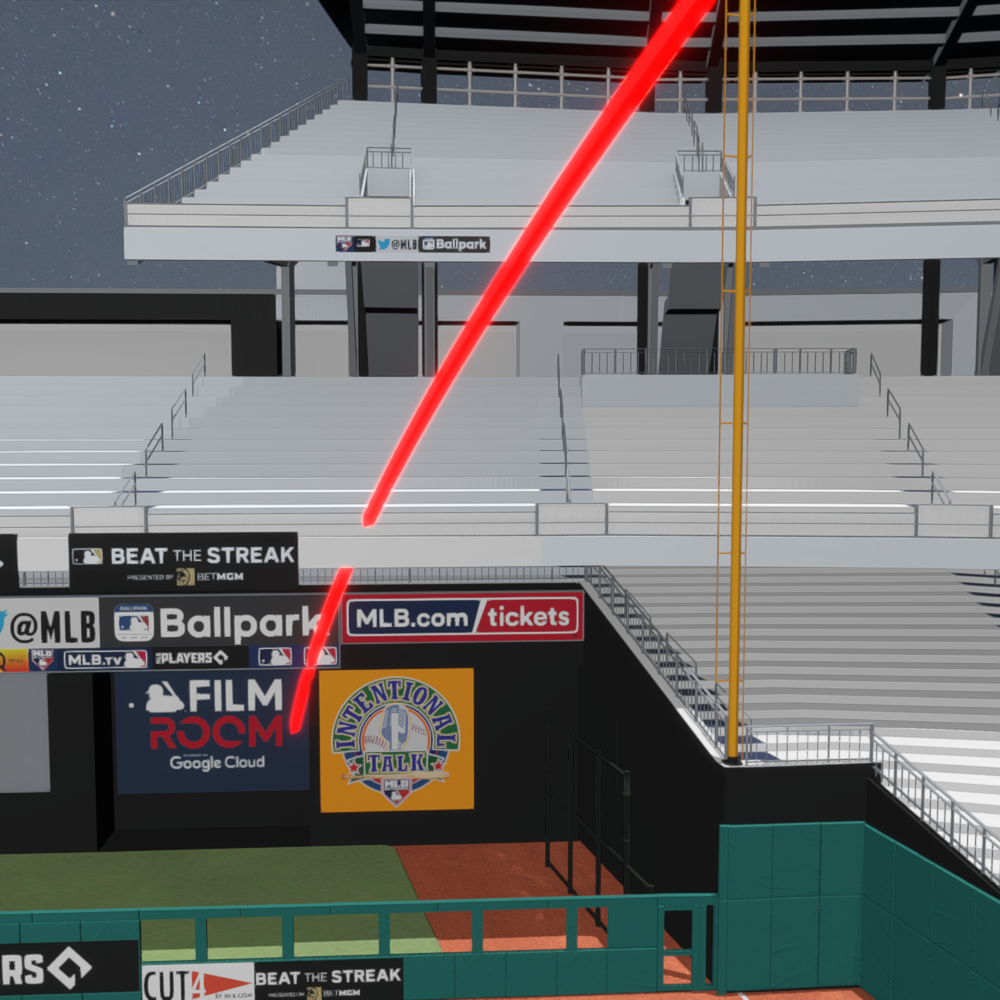 @MLB Ballpark
BEAT THE STREAK
PRESENTED BY BETMGM
@MLB
Ballpark
MLB.com / tickets
MLB.TV
PLAYERS
FILM
ROOM
Google Cloud
INTENTIONAL
TALK
MLB
RS
CUT4
BY MLB.COM
BEAT THE STREAK
PRESENTED BY BETMGM